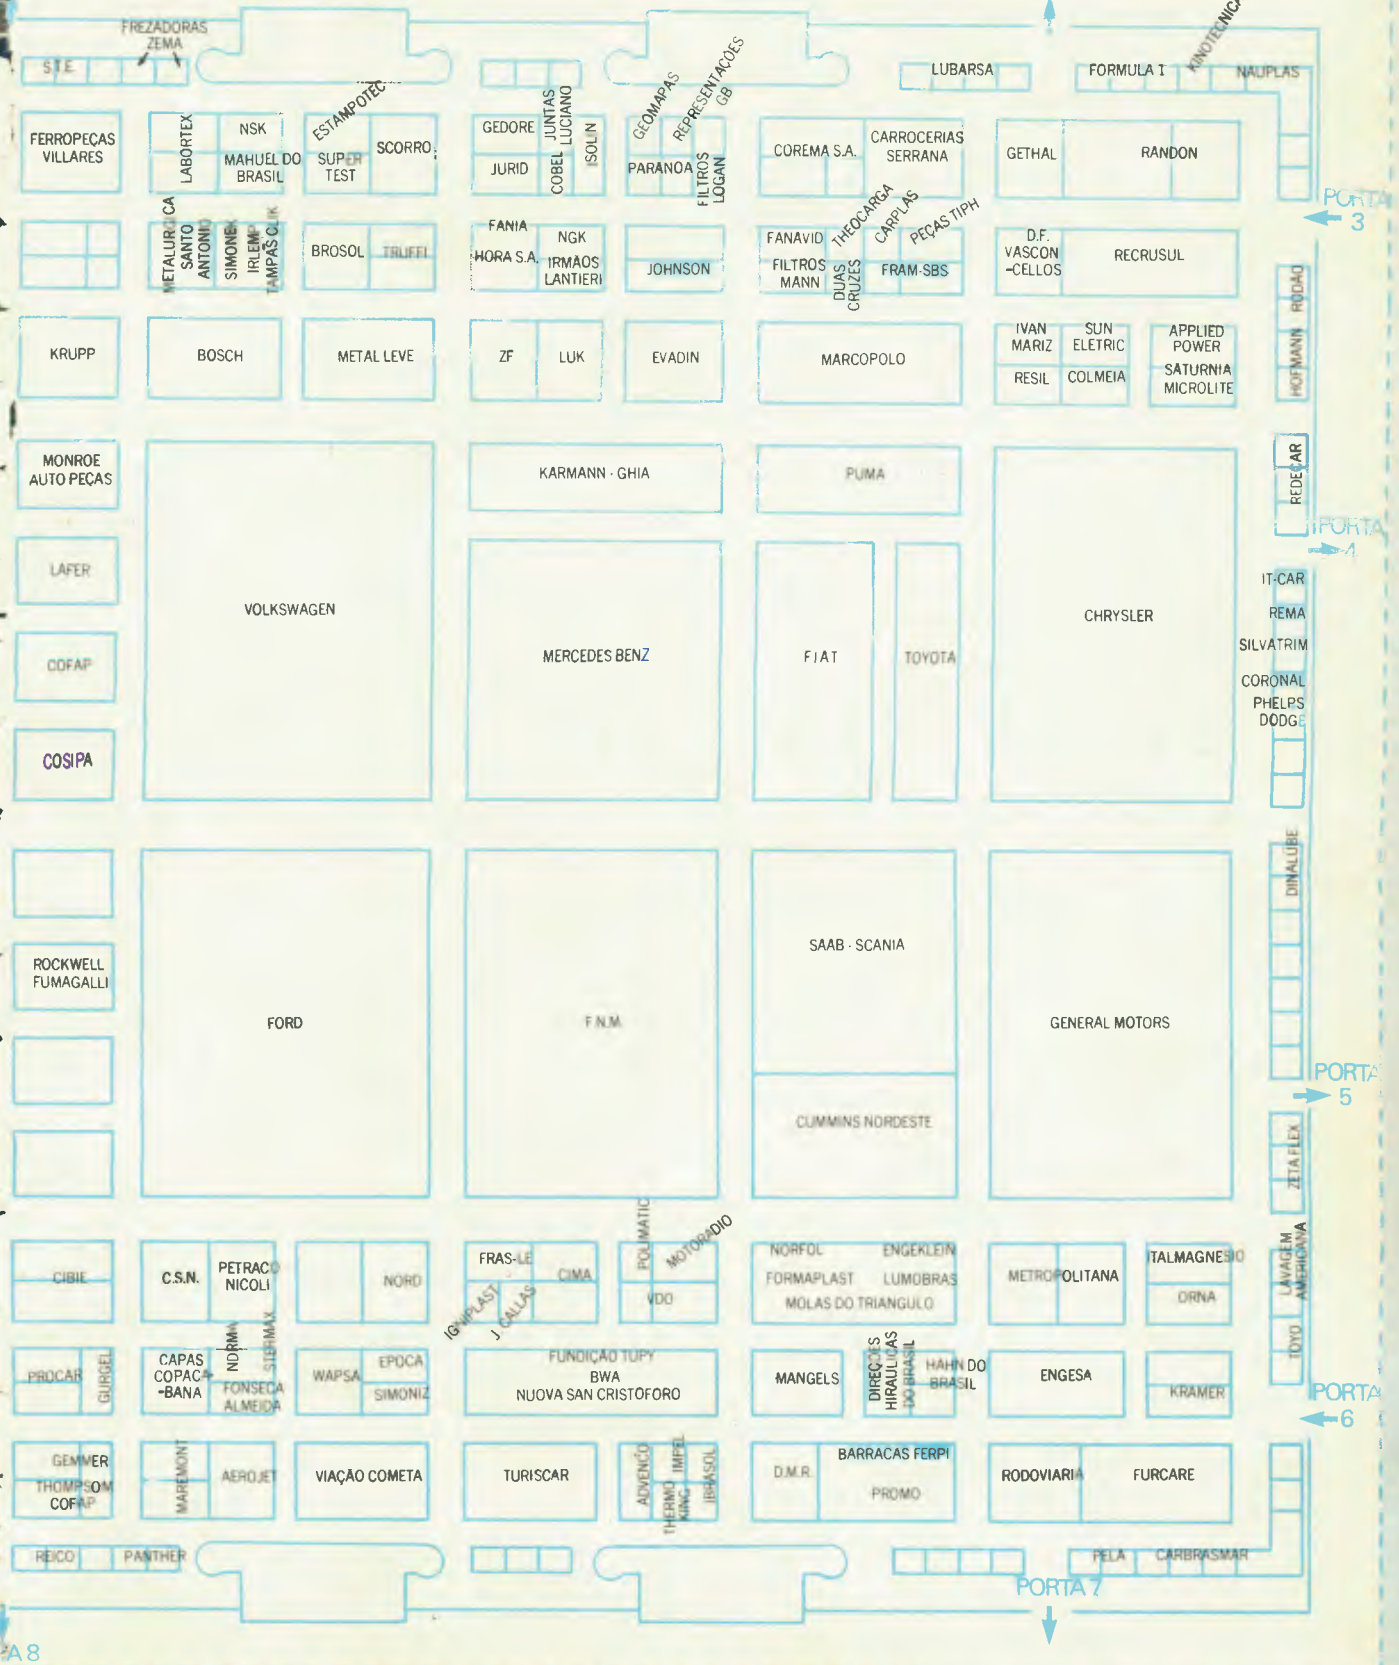 FREZADORAS
ZEMA
KINOTECNICA
S.T.E.
LUBARSA
FORMULA I
NAUPLAS
FERROPEÇAS
VILLARES
LABORTEX
NSK
MAHUEL DO
BRASIL
ESTAMPOTEC
SUPER
TEST
SCORRO
GEDORE
JURID
COBEL
JUNTAS
LUCIANO
ISOLIN
GEOMAPAS
REPRESENTAÇÕES
GB
PARANOA
FILTROS
LOGAN
COREMA S.A.
CARROCERIAS
SERRANA
GETHAL
RANDON
PORTA
3
METALURGICA
SANTO
ANTONIO
SIMONEK
IRLEMP
TAMPAS CLIK
BROSOL
TRUFFI
FANIA
HORA S.A.
NGK
IRMÃOS
LANTIERI
JOHNSON
FANAVID
FILTROS
MANN
THEOCARGA
DUAS
CRUZES
CARPLAS
PEÇAS TIPH
FRAM-SBS
D.F.
VASCON
-CELLOS
RECRUSUL
RODÃO
HOFMANN
KRUPP
BOSCH
METAL LEVE
ZF
LUK
EVADIN
MARCOPOLO
IVAN
MARIZ
SUN
ELETRIC
RESIL
COLMEIA
APPLIED
POWER
SATURNIA
MICROLITE
MONROE
AUTO PEÇAS
KARMANN - GHIA
PUMA
REDECAR
PORTA
4
LAFER
VOLKSWAGEN
MERCEDES BENZ
FIAT
TOYOTA
CHRYSLER
IT-CAR
REMA
SILVATRIM
CORONAL
PHELPS
DODGE
COFAP
COSIPA
DINALUBE
ROCKWELL
FUMAGALLI
FORD
F.N.M.
SAAB - SCANIA
GENERAL MOTORS
CUMMINS NORDESTE
PORTA
5
ZETA FLEX
CIBIE
C.S.N.
PETRACO
NICOLI
NORD
FRAS-LE
CIMA
IGNIPLAST
J. CALLAS
POLIMATIC
MOTORADIO
VDO
NORFOL
ENGEKLEIN
FORMAPLAST
LUMOBRAS
MOLAS DO TRIANGULO
METROPOLITANA
ITALMAGNESIO
ORNA
LAVAGEM
AMERICANA
TOYO
PROCAR
GURGEL
CAPAS
COPACA
-BANA
NORMA
STERMAX
FONSECA
ALMEIDA
WAPSA
EPOCA
SIMONIZ
FUNDIÇÃO TUPY
BWA
NUOVA SAN CRISTOFORO
MANGELS
DIREÇÕES
HIRAULICAS
DO BRASIL
HAHN DO
BRASIL
ENGESA
KRAMER
PORTA
6
GEMMER
THOMPSOM
COFAP
MAREMONT
AEROJET
VIAÇÃO COMETA
TURISCAR
ADVENCO
THERMO
KING
IMPEL
IBRASOL
D.M.R.
BARRACAS FERPI
PROMO
RODOVIARIA
FURCARE
REICO
PANTHER
PELA
CARBRASMAR
PORTA 7
A 8